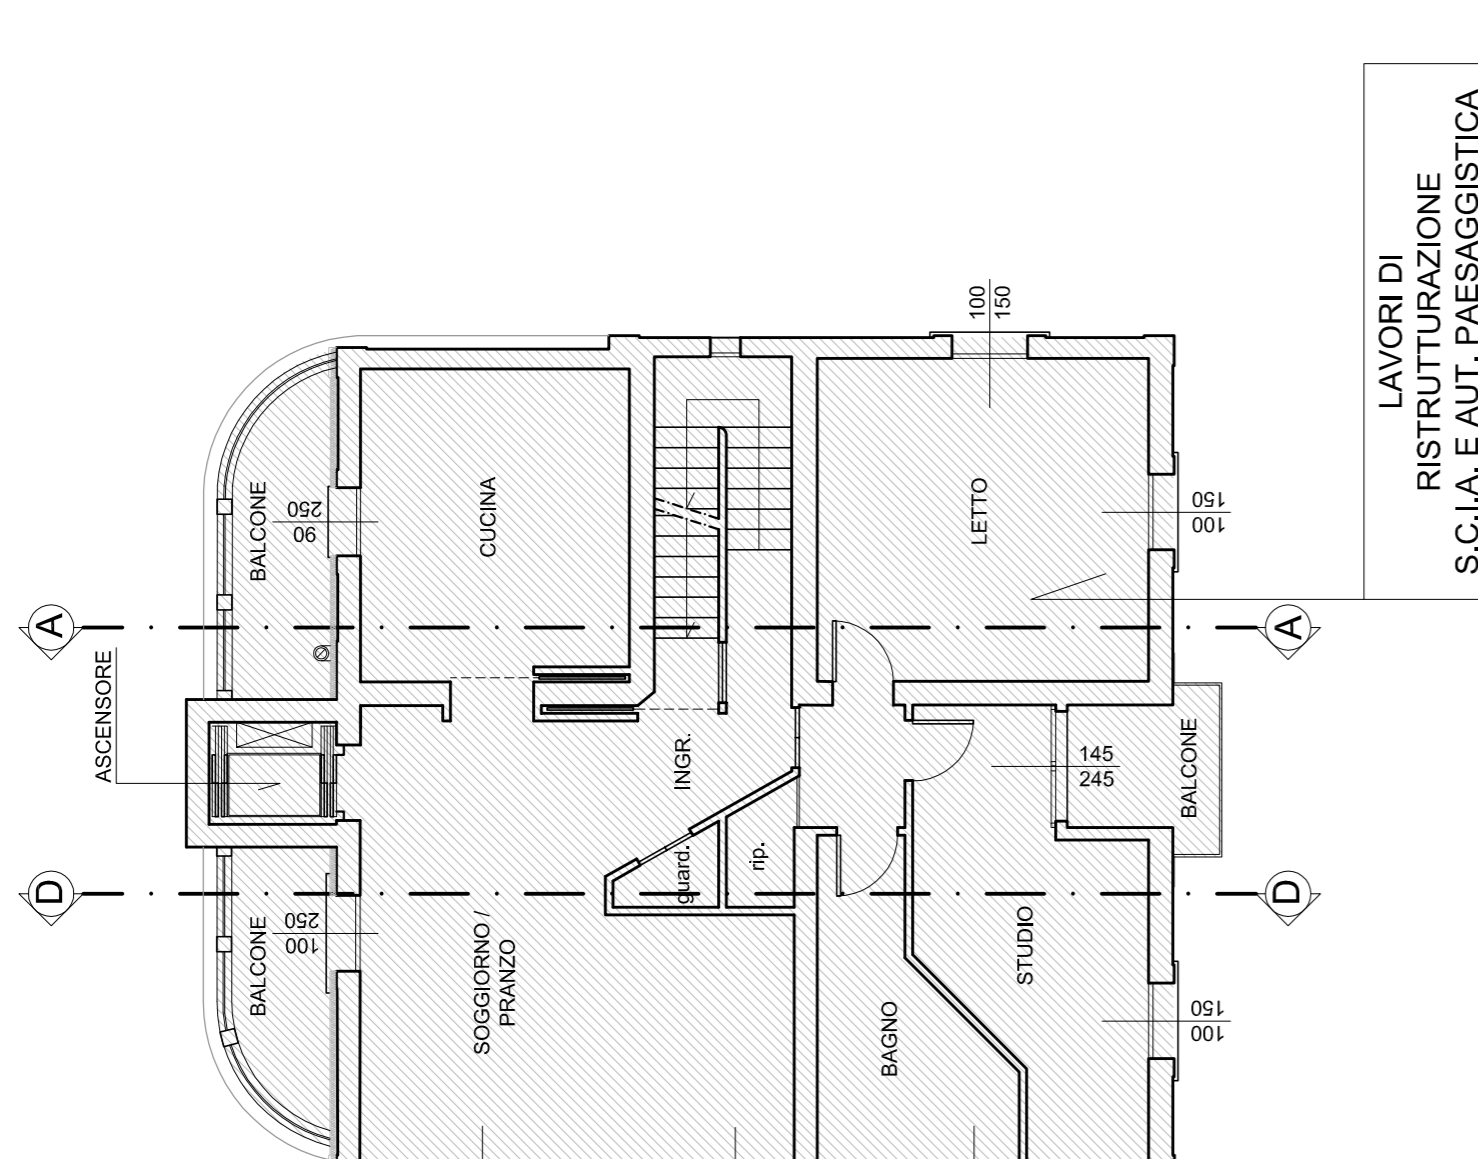 LAVORI DI
RISTRUTTURAZIONE
S.C.I.A. E AUT. PAESAGGISTICA
100
150
BALCONE
90
250
CUCINA
LETTO
100
150
A
A
ASCENSORE
INGR.
145
245
BALCONE
guard.
rip.
D
D
BALCONE
100
250
SOGGIORNO /
PRANZO
BAGNO
STUDIO
100
150